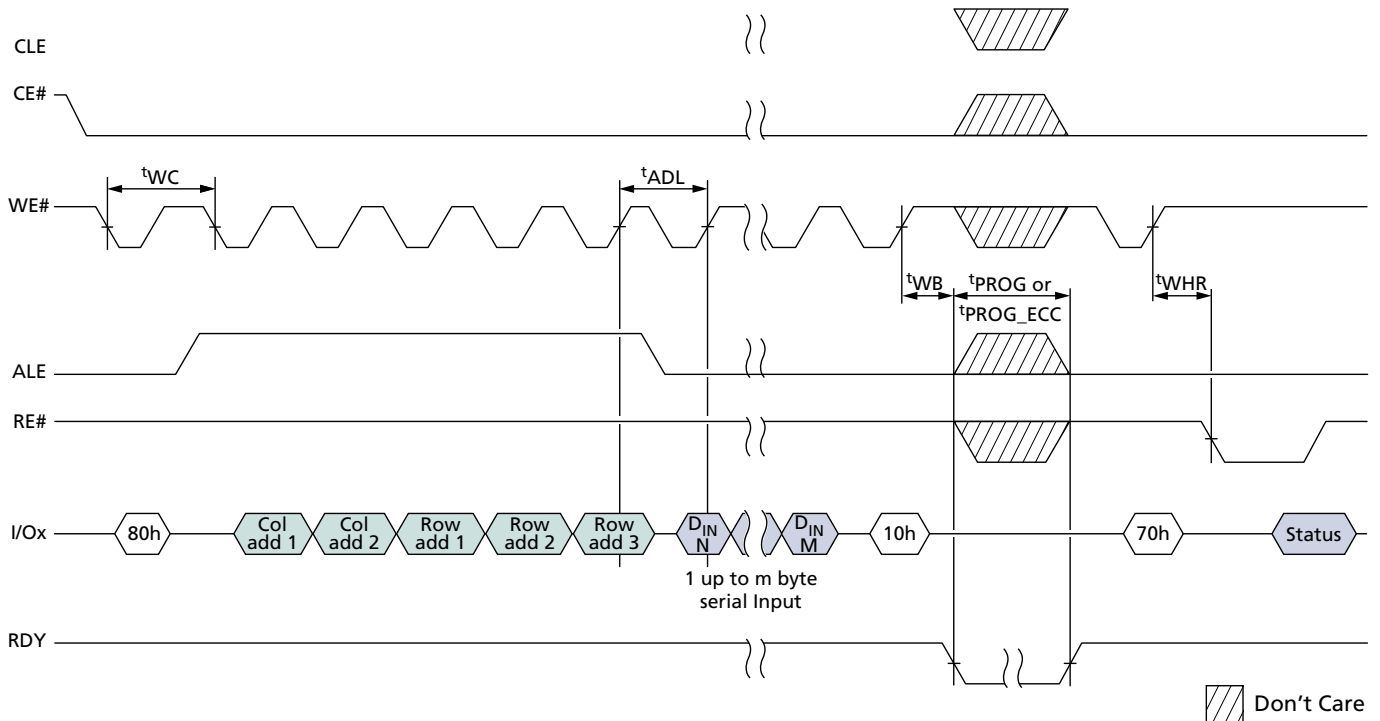 CLE
CE#
tWC
tADL
WE#
tWB
tPROG or
tPROG_ECC
tWHR
ALE
RE#
I/Ox
80h
Col
add 1
Col
add 2
Row
add 1
Row
add 2
Row
add 3
DIN
N
DIN
M
10h
70h
Status
1 up to m byte
serial Input
RDY
Don't Care